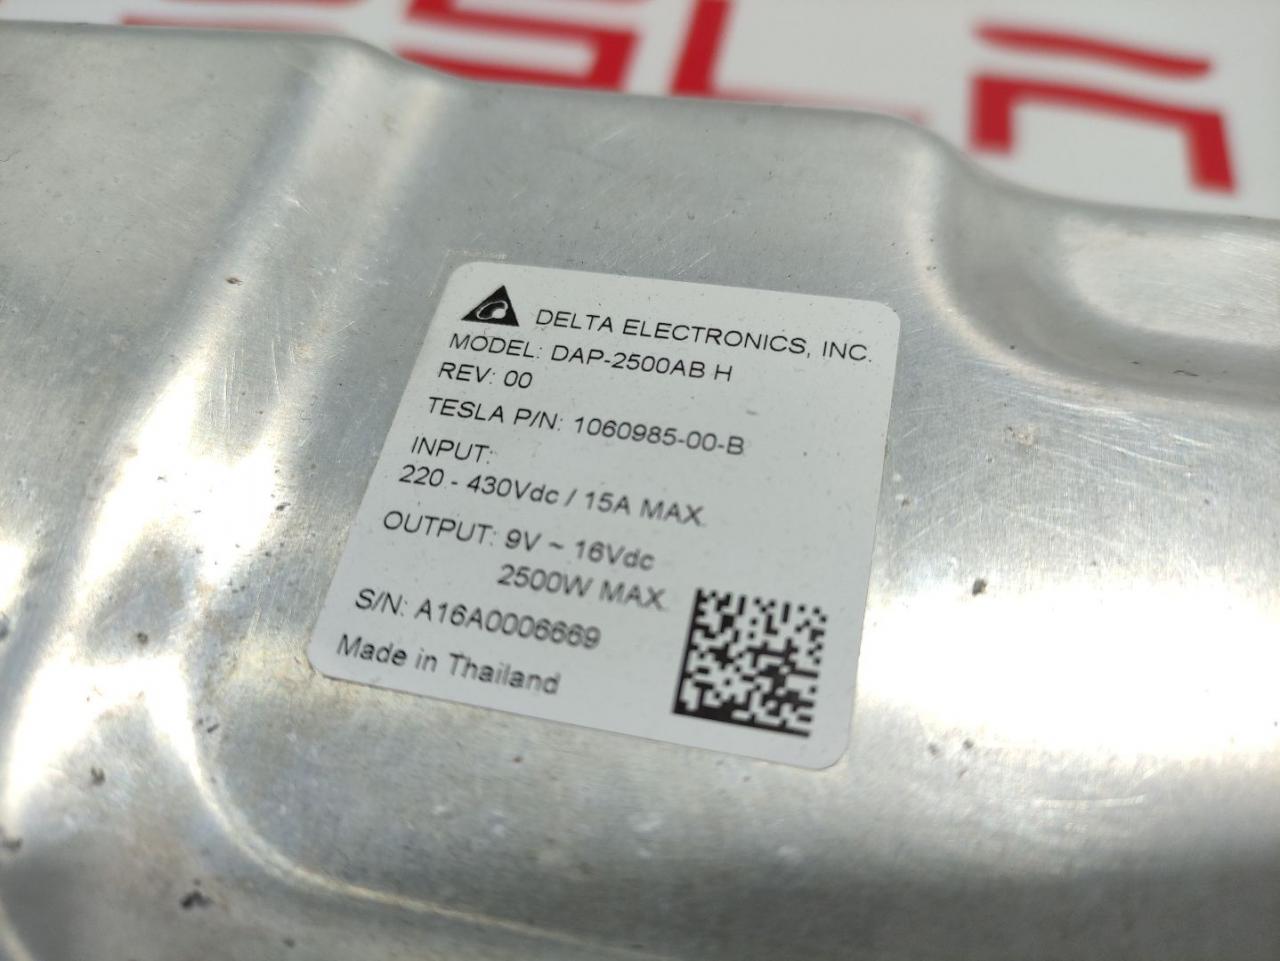 DELTA ELECTRONICS, INC.
MODEL: DAP-2500AB H
REV: 00
TESLA P/N: 1060985-00-B
INPUT:
220 - 430Vdc / 15A MAX.
OUTPUT: 9V ~ 16Vdc
2500W MAX.
S/N: A16A0006669
Made in Thailand